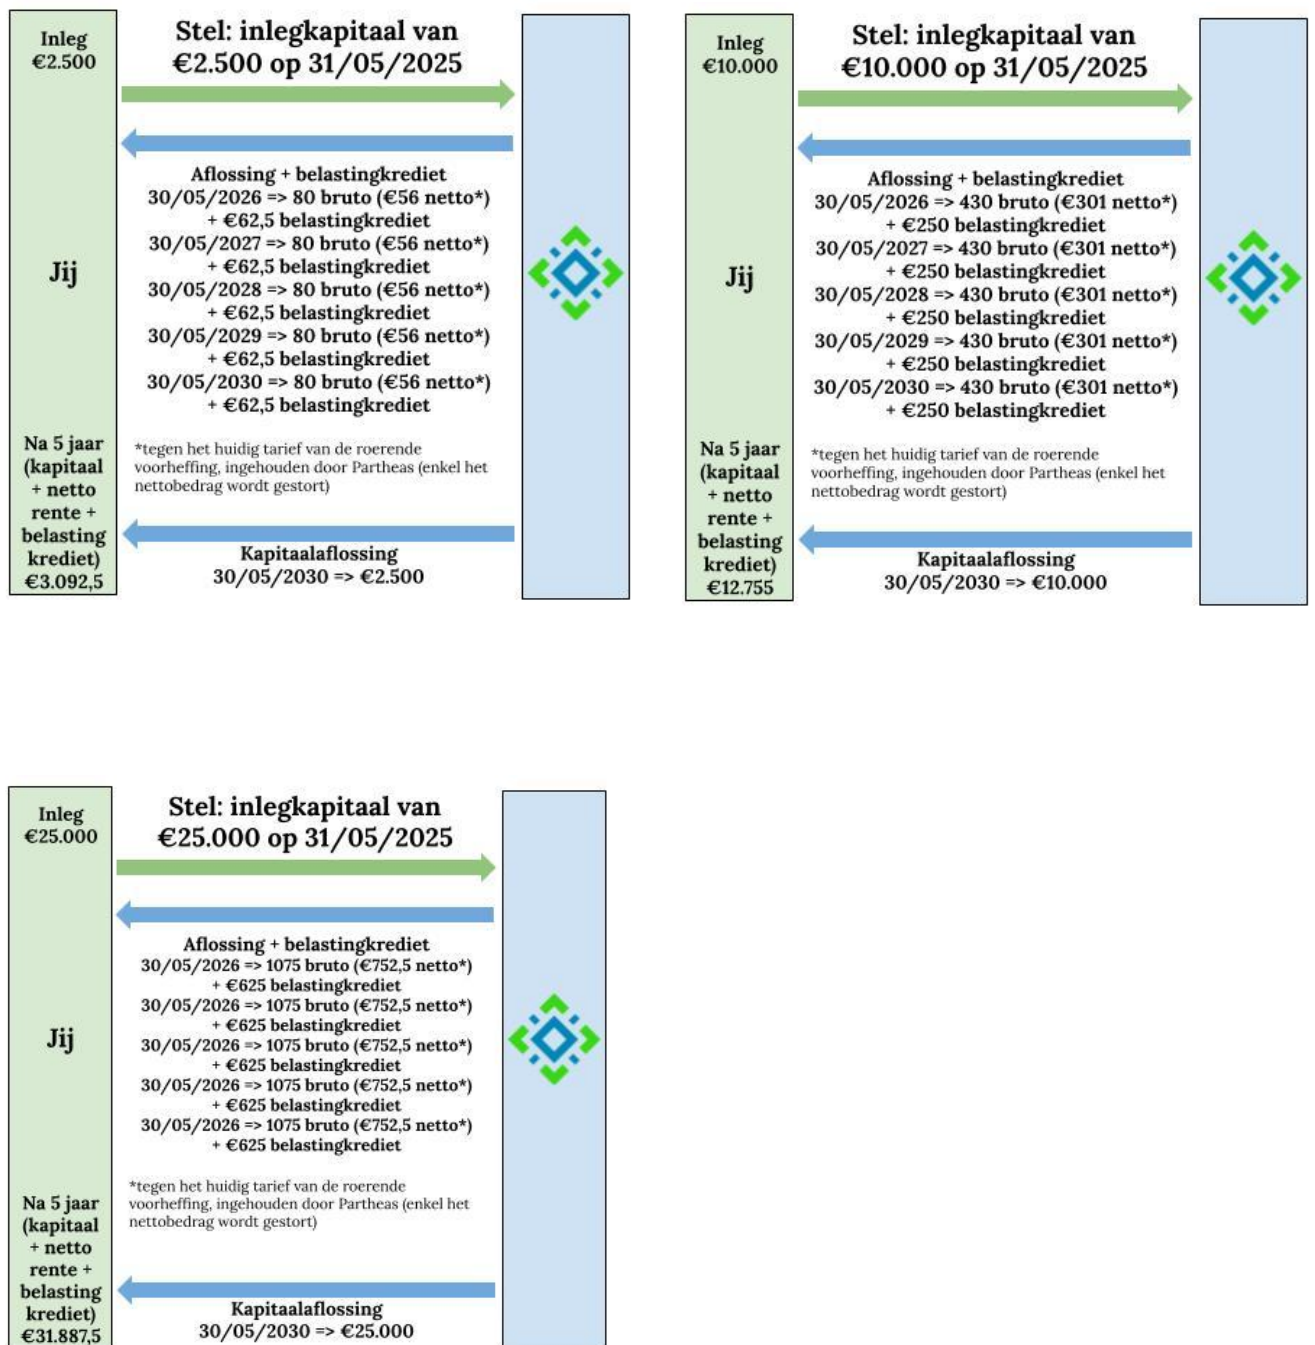 Inleg
€2.500
Jij
Na 5 jaar
(kapitaal
+ netto
rente +
belasting
krediet)
€3.092,5
Stel: inlegkapitaal van
€2.500 op 31/05/2025
Aflossing + belastingkrediet
30/05/2026 => 80 bruto (€56 netto*)
+ €62,5 belastingkrediet
30/05/2027 => 80 bruto (€56 netto*)
+ €62,5 belastingkrediet
30/05/2028 => 80 bruto (€56 netto*)
+ €62,5 belastingkrediet
30/05/2029 => 80 bruto (€56 netto*)
+ €62,5 belastingkrediet
30/05/2030 => 80 bruto (€56 netto*)
+ €62,5 belastingkrediet
*tegen het huidig tarief van de roerende
voorheffing, ingehouden door Partheas (enkel het
nettobedrag wordt gestort)
Kapitaalaflossing
30/05/2030 => €2.500
Inleg
€10.000
Jij
Na 5 jaar
(kapitaal
+ netto
rente +
belasting
krediet)
€12.755
Stel: inlegkapitaal van
€10.000 op 31/05/2025
Aflossing + belastingkrediet
30/05/2026 => 430 bruto (€301 netto*)
+ €250 belastingkrediet
30/05/2027 => 430 bruto (€301 netto*)
+ €250 belastingkrediet
30/05/2028 => 430 bruto (€301 netto*)
+ €250 belastingkrediet
30/05/2029 => 430 bruto (€301 netto*)
+ €250 belastingkrediet
30/05/2030 => 430 bruto (€301 netto*)
+ €250 belastingkrediet
*tegen het huidig tarief van de roerende
voorheffing, ingehouden door Partheas (enkel het
nettobedrag wordt gestort)
Kapitaalaflossing
30/05/2030 => €10.000
Inleg
€25.000
Jij
Na 5 jaar
(kapitaal
+ netto
rente +
belasting
krediet)
€31.887,5
Stel: inlegkapitaal van
€25.000 op 31/05/2025
Aflossing + belastingkrediet
30/05/2026 => 1075 bruto (€752,5 netto*)
+ €625 belastingkrediet
30/05/2026 => 1075 bruto (€752,5 netto*)
+ €625 belastingkrediet
30/05/2026 => 1075 bruto (€752,5 netto*)
+ €625 belastingkrediet
30/05/2026 => 1075 bruto (€752,5 netto*)
+ €625 belastingkrediet
30/05/2026 => 1075 bruto (€752,5 netto*)
+ €625 belastingkrediet
*tegen het huidig tarief van de roerende
voorheffing, ingehouden door Partheas (enkel het
nettobedrag wordt gestort)
Kapitaalaflossing
30/05/2030 => €25.000